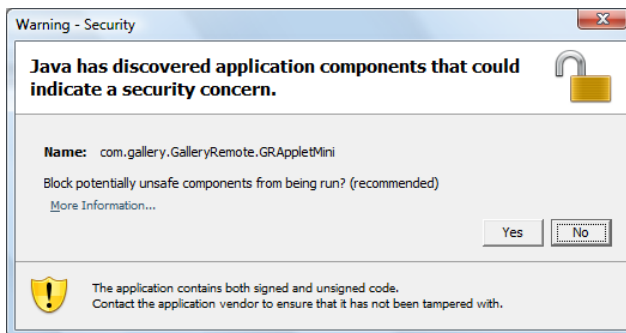 Warning - Security
Java has discovered application components that could
indicate a security concern.
Name: com.gallery.GalleryRemote.GRAppletMini
Block potentially unsafe components from being run? (recommended)
More Information...
Yes No
The application contains both signed and unsigned code.
Contact the application vendor to ensure that it has not been tampered with.